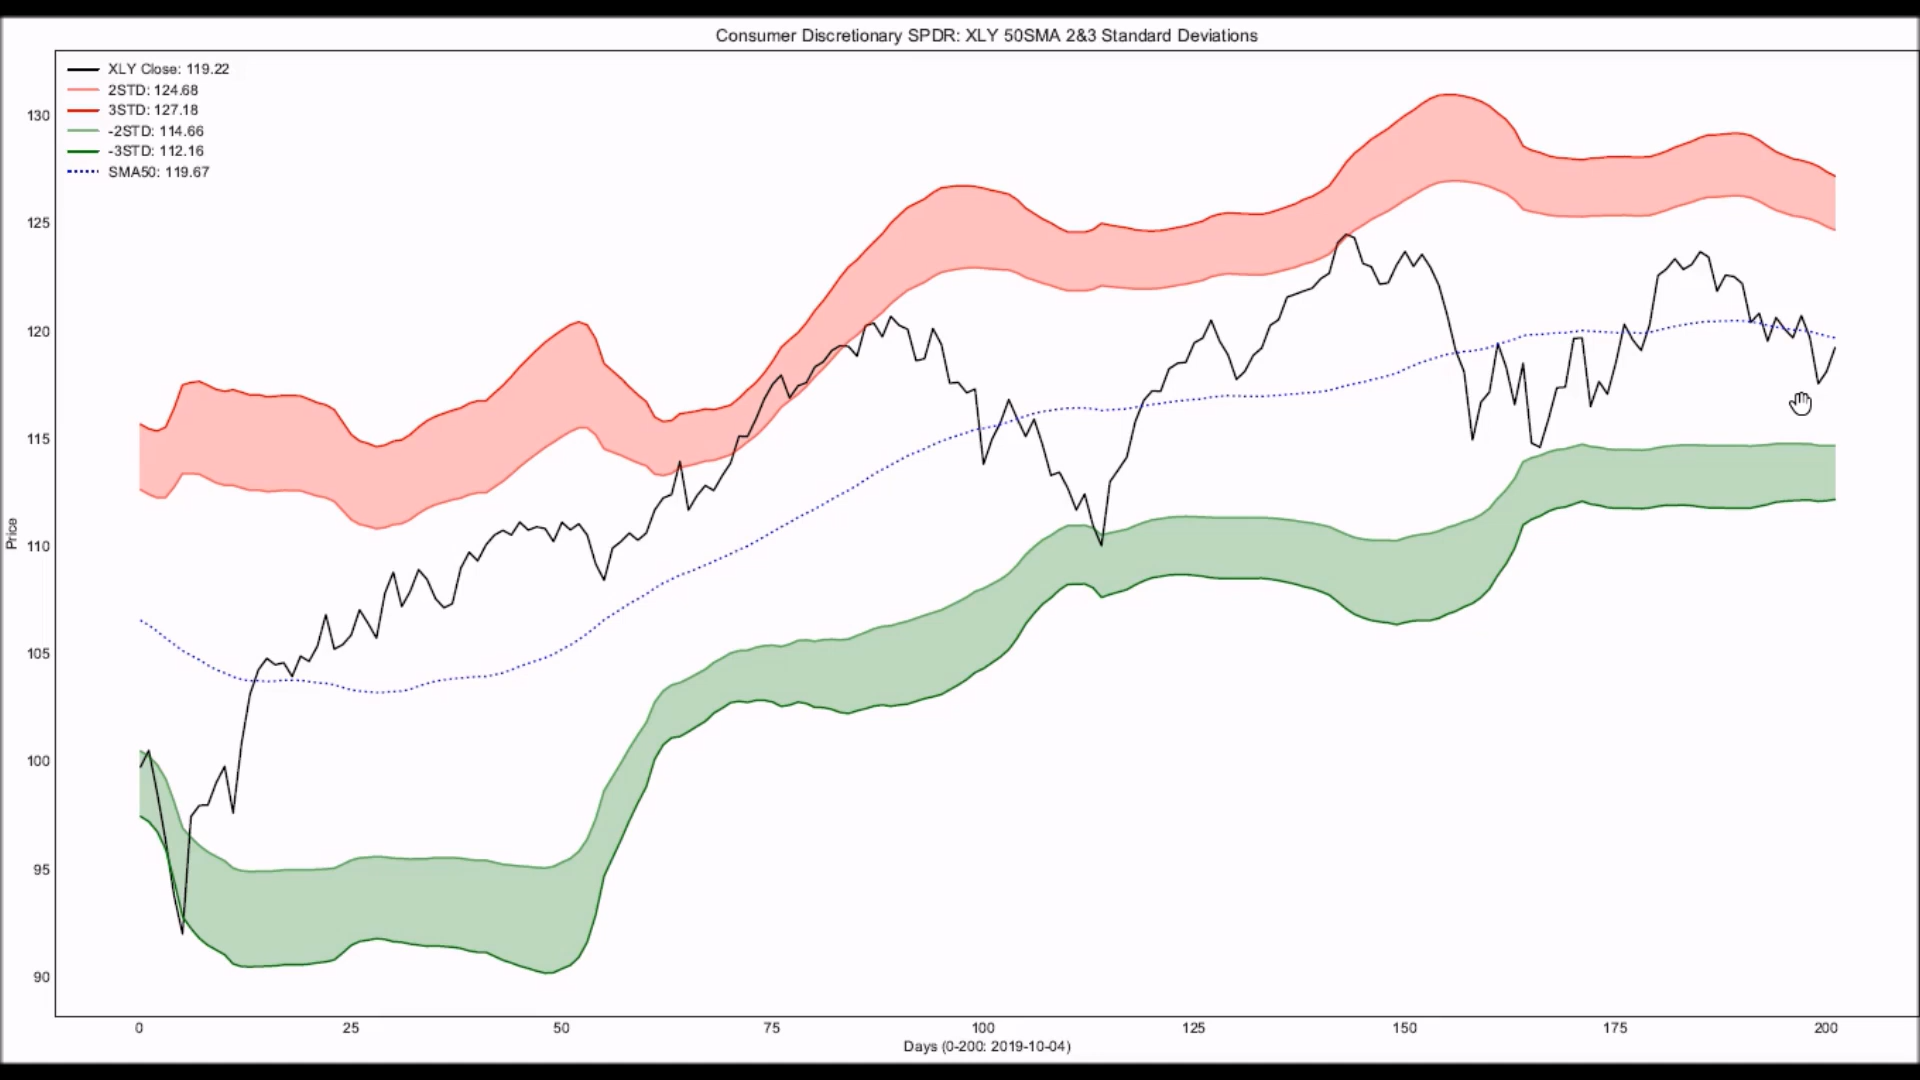 Consumer Discretionary SPDR: XLY 50SMA 2&3 Standard Deviations
XLY Close: 119.22
2STD: 124.68
3STD: 127.18
-2STD: 114.66
-3STD: 112.16
SMA50: 119.67
130
125
120
115
110
105
100
95
90
Price
0 25 50 75 100 125 150 175 200
Days (0-200: 2019-10-04)